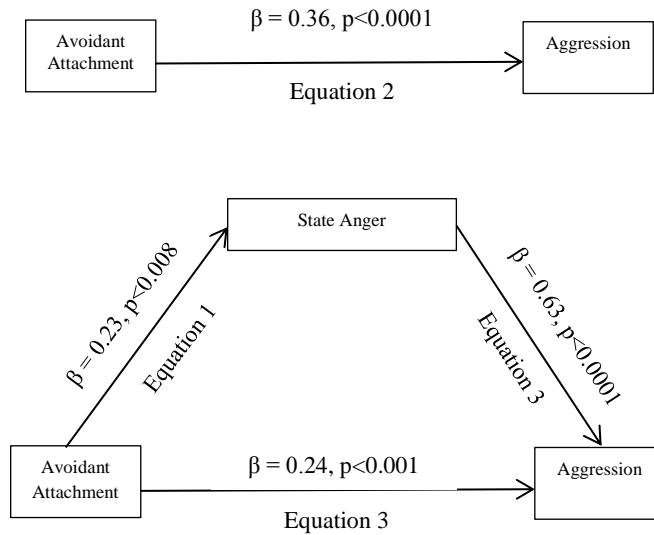 β = 0.36, p<0.0001
Avoidant
Attachment
Aggression
Equation 2
State Anger
β = 0.23, p<0.008
Equation 1
β = 0.63, p<0.0001
Equation 3
Avoidant
Attachment
β = 0.24, p<0.001
Aggression
Equation 3